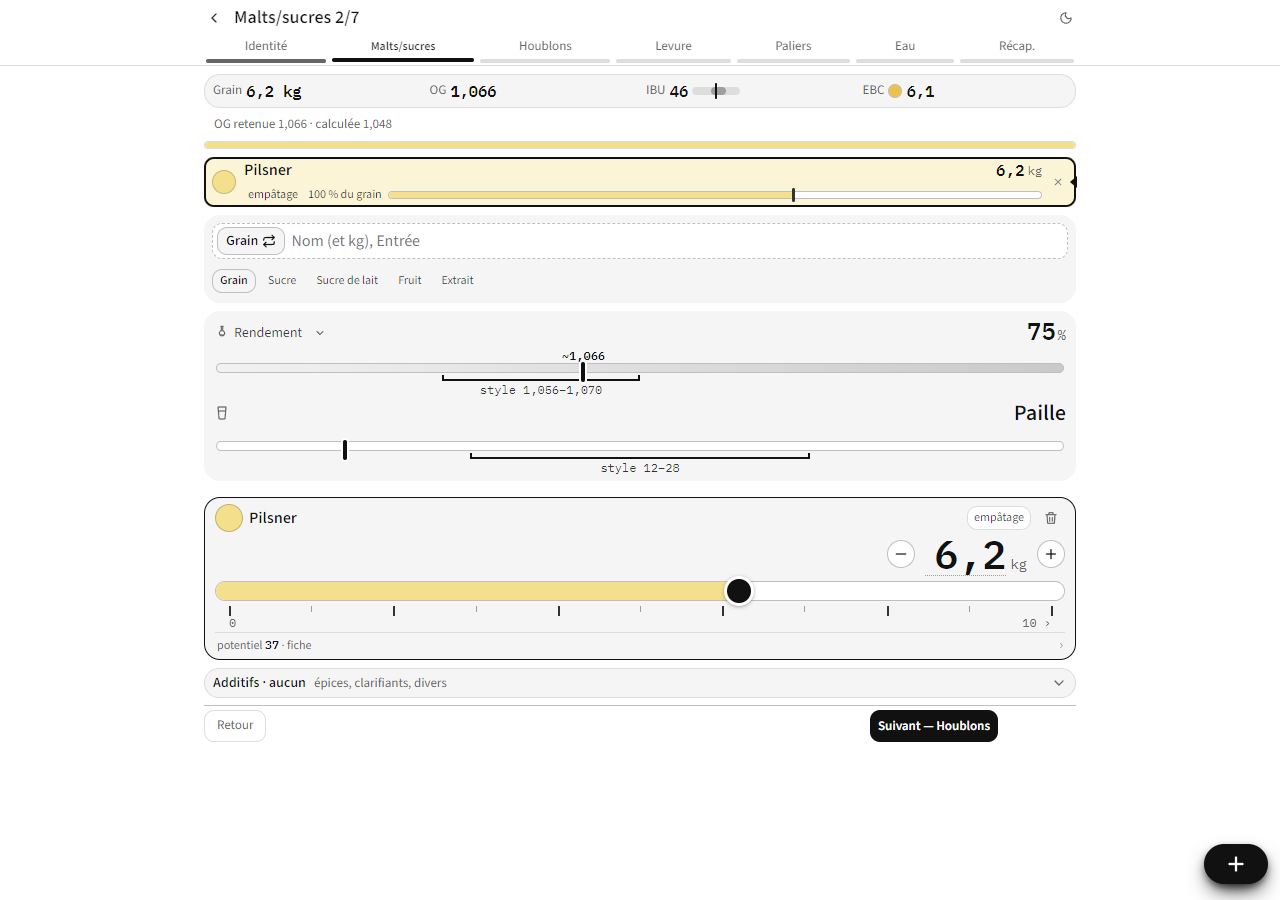 Malts/sucres 2/7
Identité Malts/sucres Houblons Levure Paliers Eau Récap.
Grain 6,2 kg OG 1,066 IBU 46 EBC 6,1
OG retenue 1,066 · calculée 1,048
Pilsner 6,2 kg ×
empâtage 100 % du grain
Grain Nom (et kg), Entrée
Grain Sucre Sucre de lait Fruit Extrait
Rendement 75%
~1,066
style 1,056–1,070
Paille
style 12–28
Pilsner empâtage
− 6,2 kg +
0 10 ›
potentiel 37 · fiche ›
Additifs · aucun épices, clarifiants, divers
Retour Suivant — Houblons
+